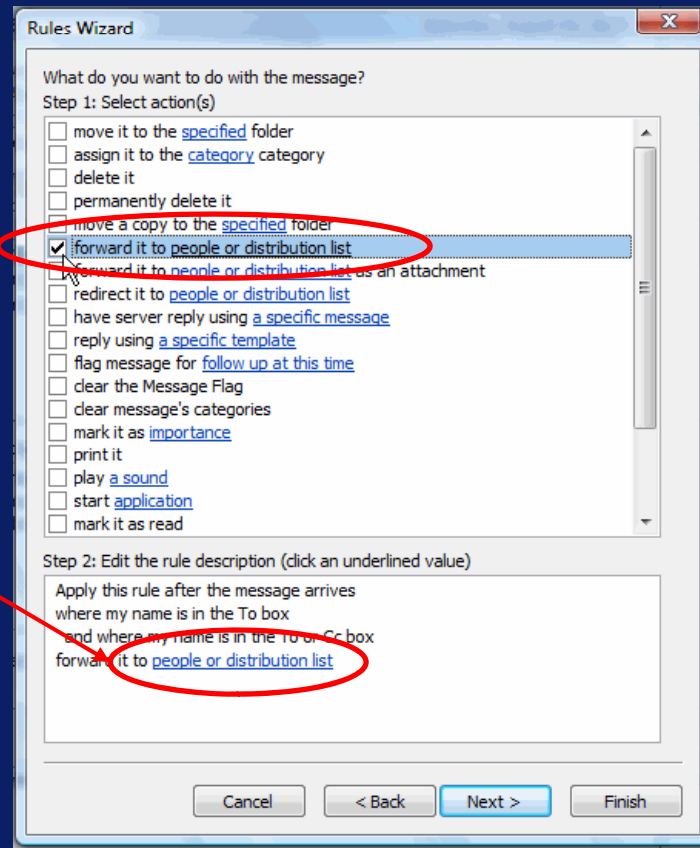 Rules Wizard
What do you want to do with the message?
Step 1: Select action(s)
move it to the specified folder
assign it to the category category
delete it
permanently delete it
move a copy to the specified folder
forward it to people or distribution list
forward it to people or distribution list as an attachment
redirect it to people or distribution list
have server reply using a specific message
reply using a specific template
flag message for follow up at this time
clear the Message Flag
clear message's categories
mark it as importance
print it
play a sound
start application
mark it as read
Step 2: Edit the rule description (click an underlined value)
Apply this rule after the message arrives
where my name is in the To box
and where my name is in the To or Cc box
forward it to people or distribution list
Cancel
< Back
Next >
Finish